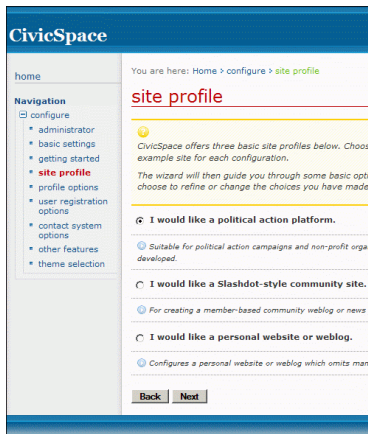 CivicSpace
home
Navigation
configure
administrator
basic settings
getting started
site profile
profile options
user registration
options
contact system
options
other features
theme selection
You are here: Home > configure > site profile
site profile
CivicSpace offers three basic site profiles below. Choos
example site for each configuration.
The wizard will then guide you through some basic opti
choose to refine or change the choices you have made
I would like a political action platform.
Suitable for political action campaigns and non-profit orga
developed.
I would like a Slashdot-style community site.
For creating a member-based community weblog or news
I would like a personal website or weblog.
Configures a personal website or weblog which omits man
Back Next